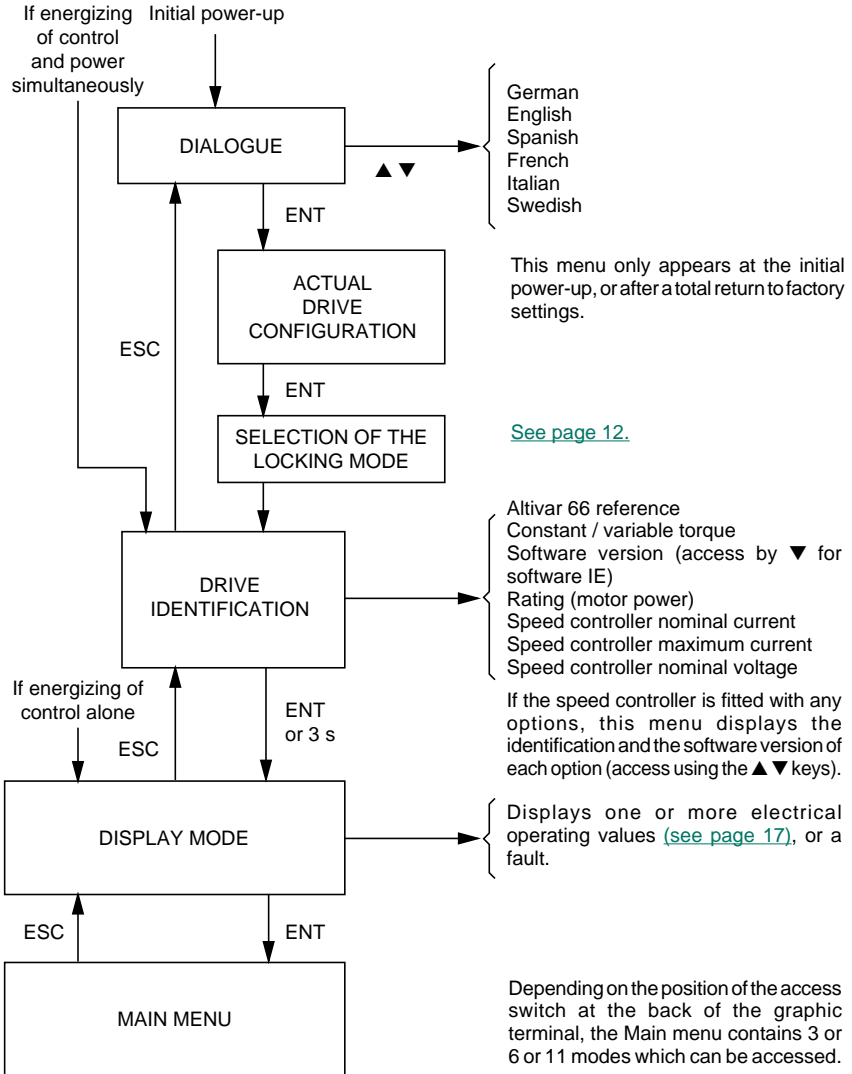 If energizing
of control
and power
simultaneously
Initial power-up
DIALOGUE
▲ ▼
German
English
Spanish
French
Italian
Swedish
ENT
ACTUAL
DRIVE
CONFIGURATION
This menu only appears at the initial
power-up, or after a total return to factory
settings.
ESC
ENT
SELECTION OF THE
LOCKING MODE
See page 12.
DRIVE
IDENTIFICATION
Altivar 66 reference
Constant / variable torque
Software version (access by ▼ for
software IE)
Rating (motor power)
Speed controller nominal current
Speed controller maximum current
Speed controller nominal voltage
If the speed controller is fitted with any
options, this menu displays the
identification and the software version of
each option (access using the ▲ ▼ keys).
If energizing of
control alone
ESC
ENT
or 3 s
DISPLAY MODE
Displays one or more electrical
operating values (see page 17), or a
fault.
ESC
ENT
MAIN MENU
Depending on the position of the access
switch at the back of the graphic
terminal, the Main menu contains 3 or
6 or 11 modes which can be accessed.